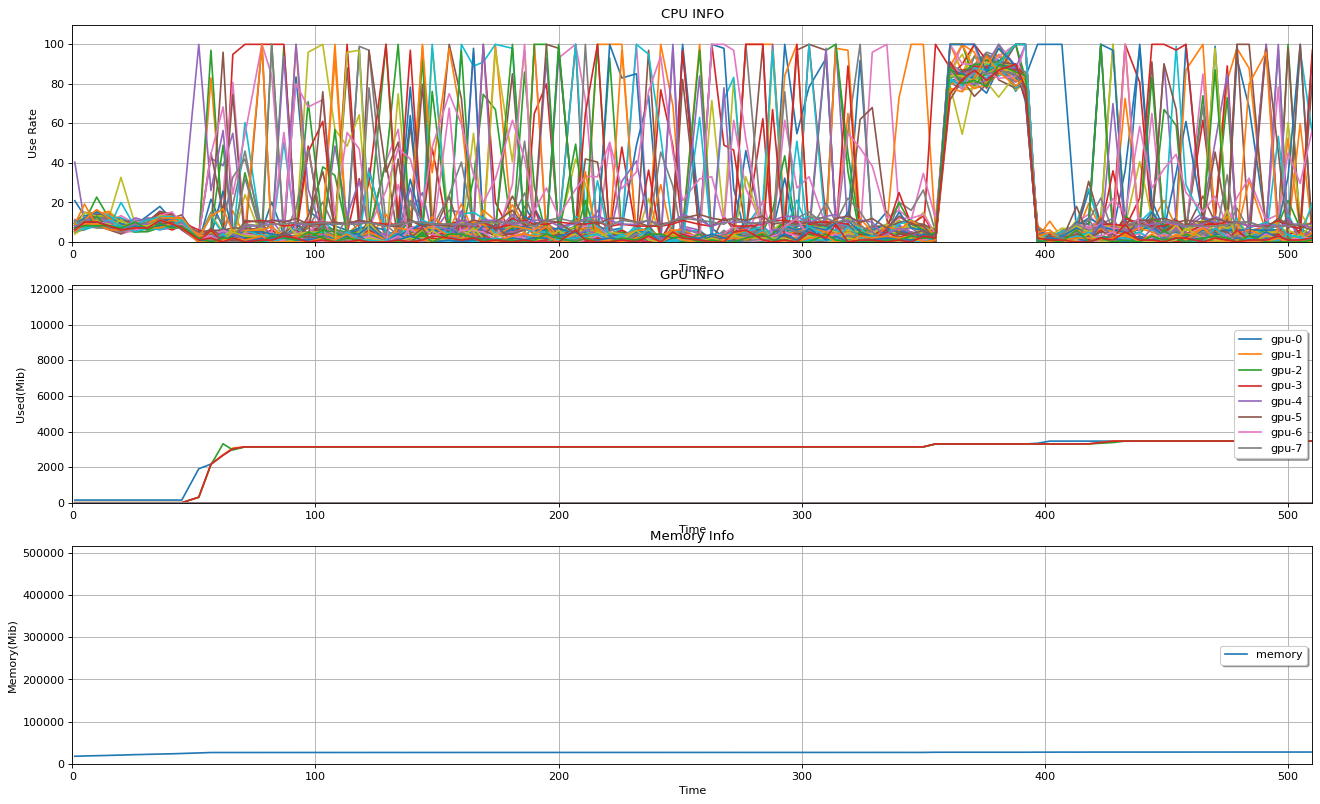 CPU INFO
100
80
60
40
20
0
Use Rate
0
100
200
300
400
500
Time
GPU INFO
12000
10000
8000
6000
4000
2000
0
Used(Mib)
gpu-0
gpu-1
gpu-2
gpu-3
gpu-4
gpu-5
gpu-6
gpu-7
0
100
200
300
400
500
Time
Memory Info
500000
400000
300000
200000
100000
0
Memory(Mib)
memory
0
100
200
300
400
500
Time